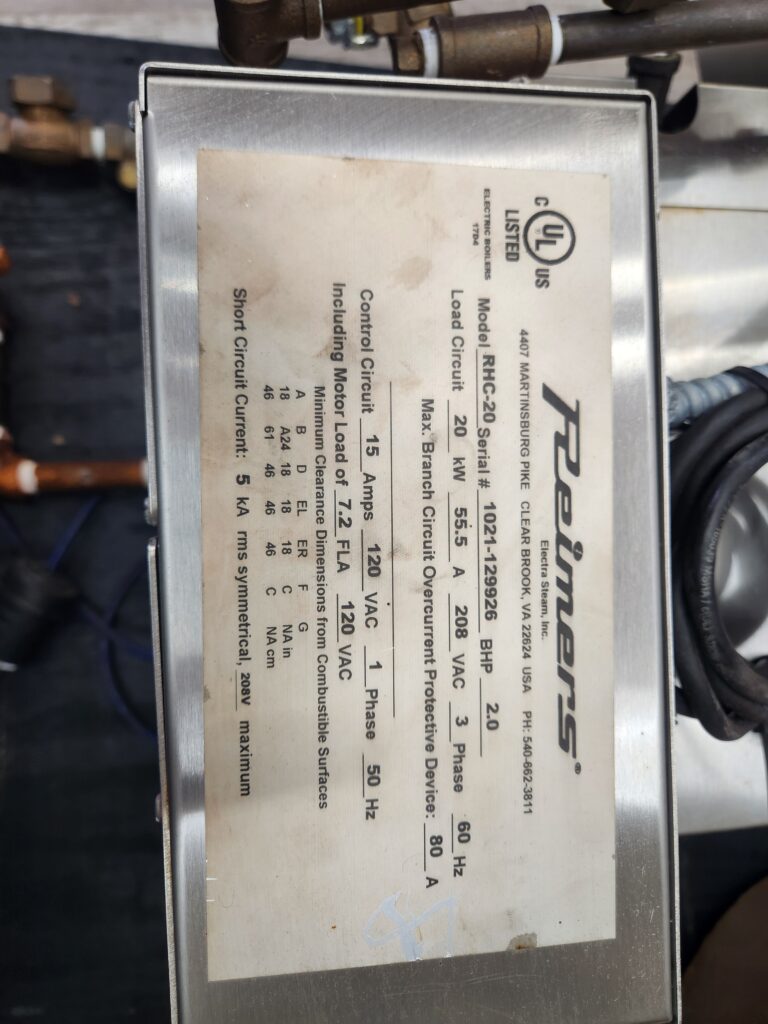 Reimers®
Electra Steam, Inc.
4407 MARTINSBURG PIKE CLEAR BROOK, VA 22624 USA PH: 540-662-3811
C UL US
LISTED
ELECTRIC BOILERS
17D4
Model RHC-20 Serial # 1021-129926 BHP 2.0
Load Circuit 20 kW 55.5 A 208 VAC 3 Phase 60 Hz
Max. Branch Circuit Overcurrent Protective Device: 80 A
Control Circuit 15 Amps 120 VAC 1 Phase 50 Hz
Including Motor Load of 7.2 FLA 120 VAC
Minimum Clearance Dimensions from Combustible Surfaces
A B D EL ER F G
18 A24 18 18 18 C NA in
46 61 46 46 46 C NA cm
Short Circuit Current: 5 kA rms symmetrical, 208V maximum